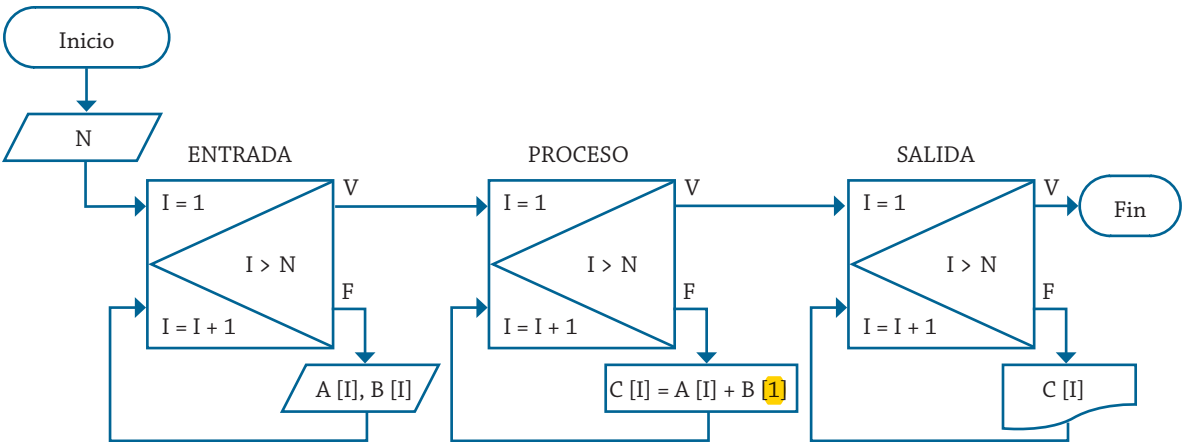 Inicio
N
ENTRADA
I = 1
V
I > N
F
I = I + 1
A [I], B [I]
PROCESO
I = 1
V
I > N
F
I = I + 1
C [I] = A [I] + B [1]
SALIDA
I = 1
V
I > N
F
I = I + 1
C [I]
Fin